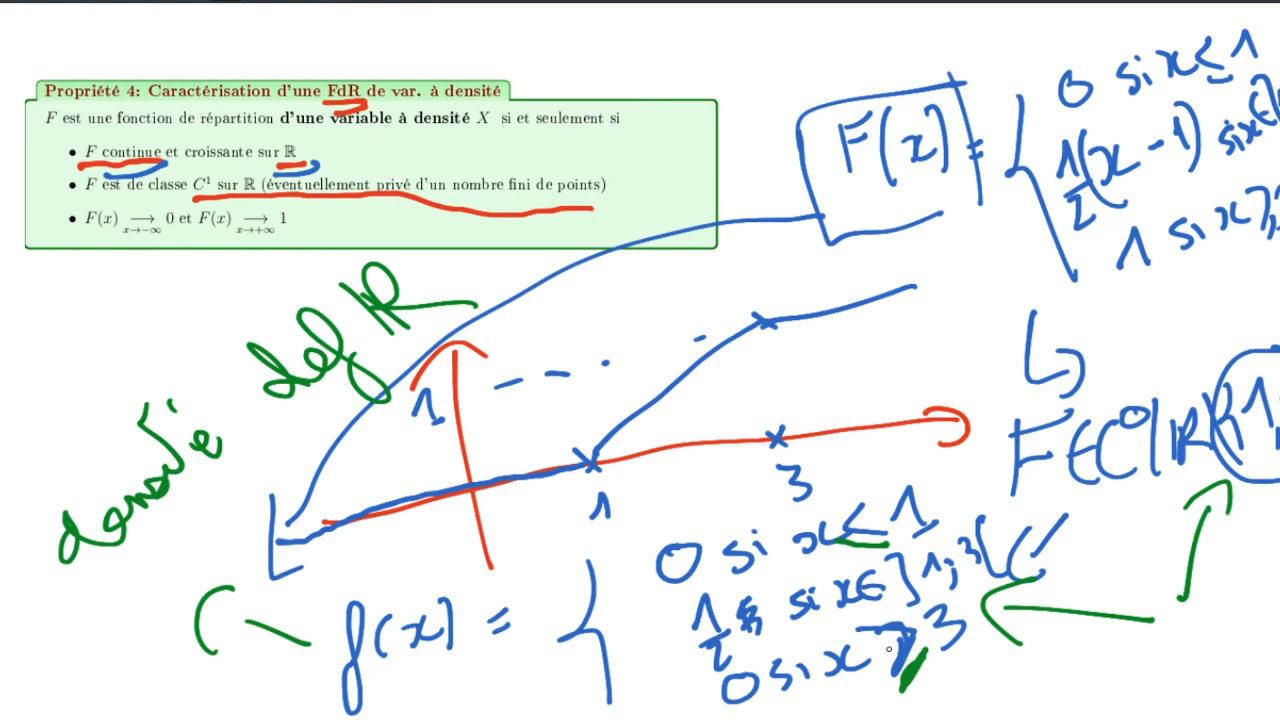 Propriété 4: Caractérisation d'une FdR de var. à densité
F est une fonction de répartition d'une variable à densité X si et seulement si
• F continue et croissante sur ℝ
• F est de classe C¹ sur ℝ (éventuellement privé d'un nombre fini de points)
• F(x) → 0 et F(x) → 1
x→-∞ x→+∞
F(x) = {
0 si x ≤ 1
1/2 (x - 1) si x ∈ ]
1 si x ≥
densité def ℝ
1
1
3
f(x) = {
0 si x ≤ 1
1/2 si x ∈ ]1; 3[
0 si x ≥ 3